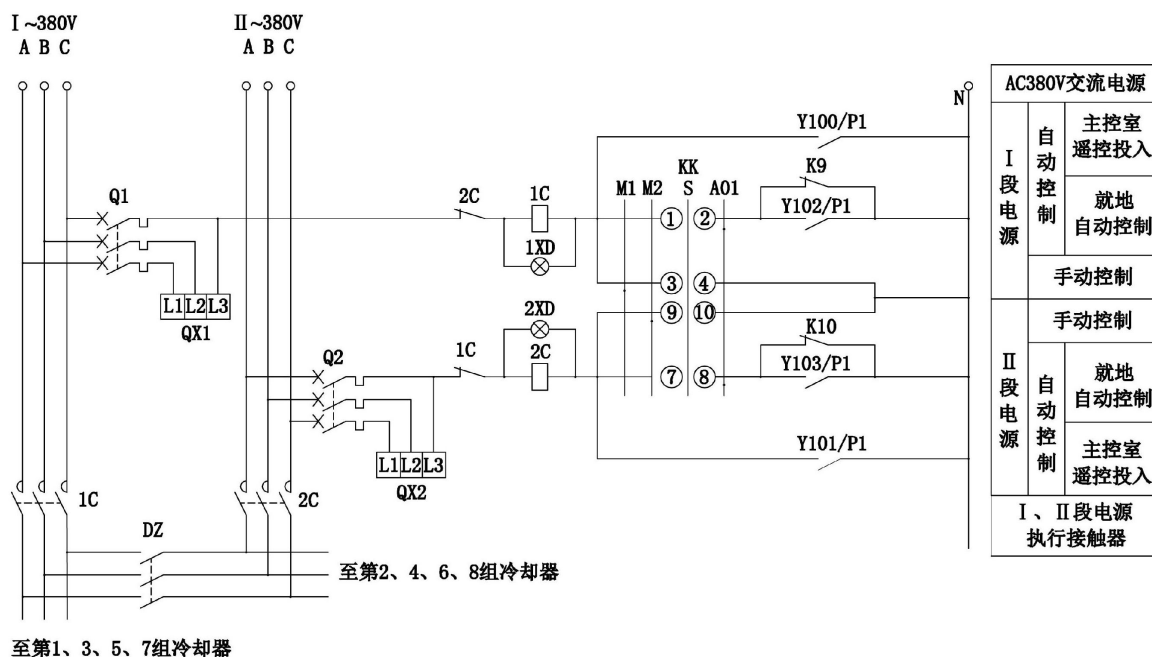 Ⅰ~380V
A B C
Ⅱ~380V
A B C
N
Q1
L1 L2 L3
QX1
2C
1C
1XD
M1 M2
KK
S
A01
① ②
③ ④
⑨ ⑩
⑦ ⑧
Y100/P1
K9
Y102/P1
Q2
L1 L2 L3
QX2
1C
2XD
2C
K10
Y103/P1
Y101/P1
1C
2C
DZ
至第2、4、6、8组冷却器
至第1、3、5、7组冷却器
AC380V交流电源
Ⅰ段电源
自动控制
主控室
遥控投入
就地
自动控制
手动控制
Ⅱ段电源
手动控制
自动控制
就地
自动控制
主控室
遥控投入
Ⅰ、Ⅱ段电源
执行接触器